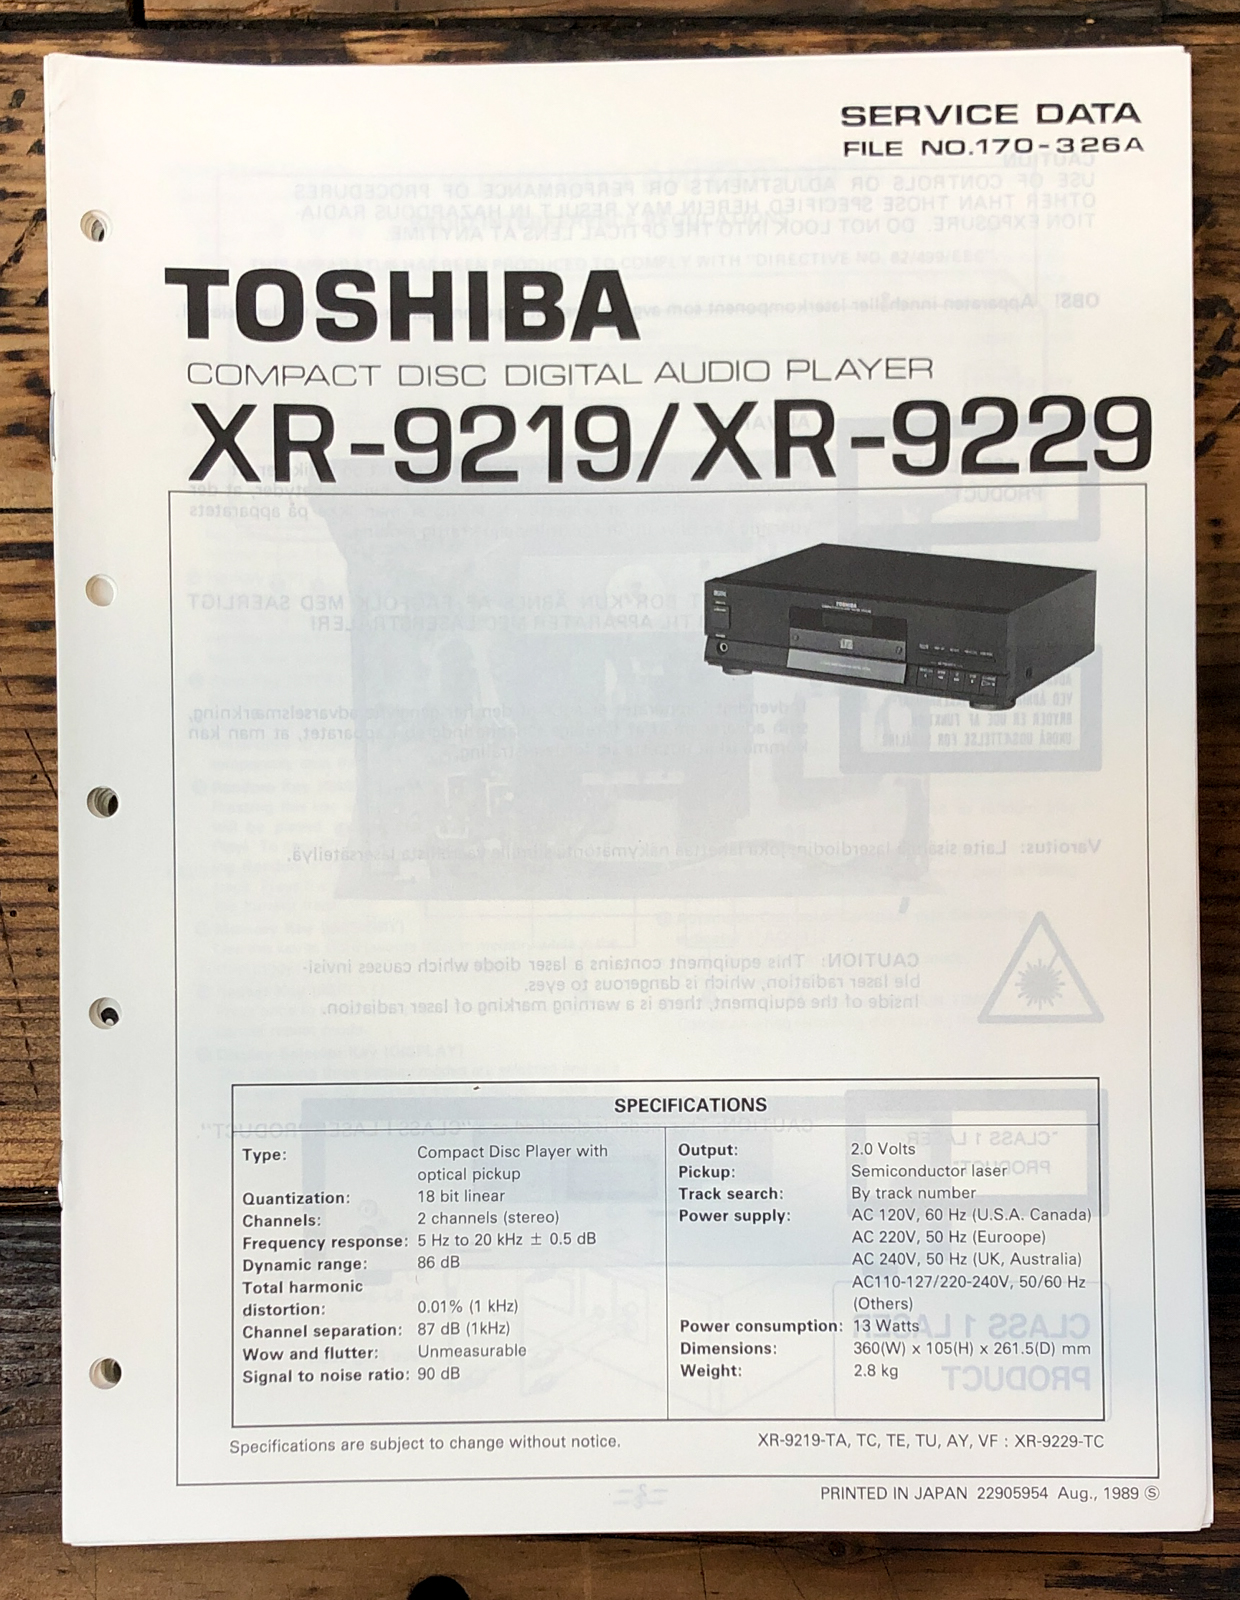 SERVICE DATA
FILE NO.170-326A
TOSHIBA
COMPACT DISC DIGITAL AUDIO PLAYER
XR-9219/XR-9229
TOSHIBA
SPECIFICATIONS
Type: Compact Disc Player with
optical pickup
Quantization: 18 bit linear
Channels: 2 channels (stereo)
Frequency response: 5 Hz to 20 kHz ± 0.5 dB
Dynamic range: 86 dB
Total harmonic
distortion: 0.01% (1 kHz)
Channel separation: 87 dB (1kHz)
Wow and flutter: Unmeasurable
Signal to noise ratio: 90 dB
Output: 2.0 Volts
Pickup: Semiconductor laser
Track search: By track number
Power supply: AC 120V, 60 Hz (U.S.A. Canada)
AC 220V, 50 Hz (Euroope)
AC 240V, 50 Hz (UK, Australia)
AC110-127/220-240V, 50/60 Hz
(Others)
Power consumption: 13 Watts
Dimensions: 360(W) x 105(H) x 261.5(D) mm
Weight: 2.8 kg
Specifications are subject to change without notice.
XR-9219-TA, TC, TE, TU, AY, VF : XR-9229-TC
PRINTED IN JAPAN 22905954 Aug., 1989 Ⓢ